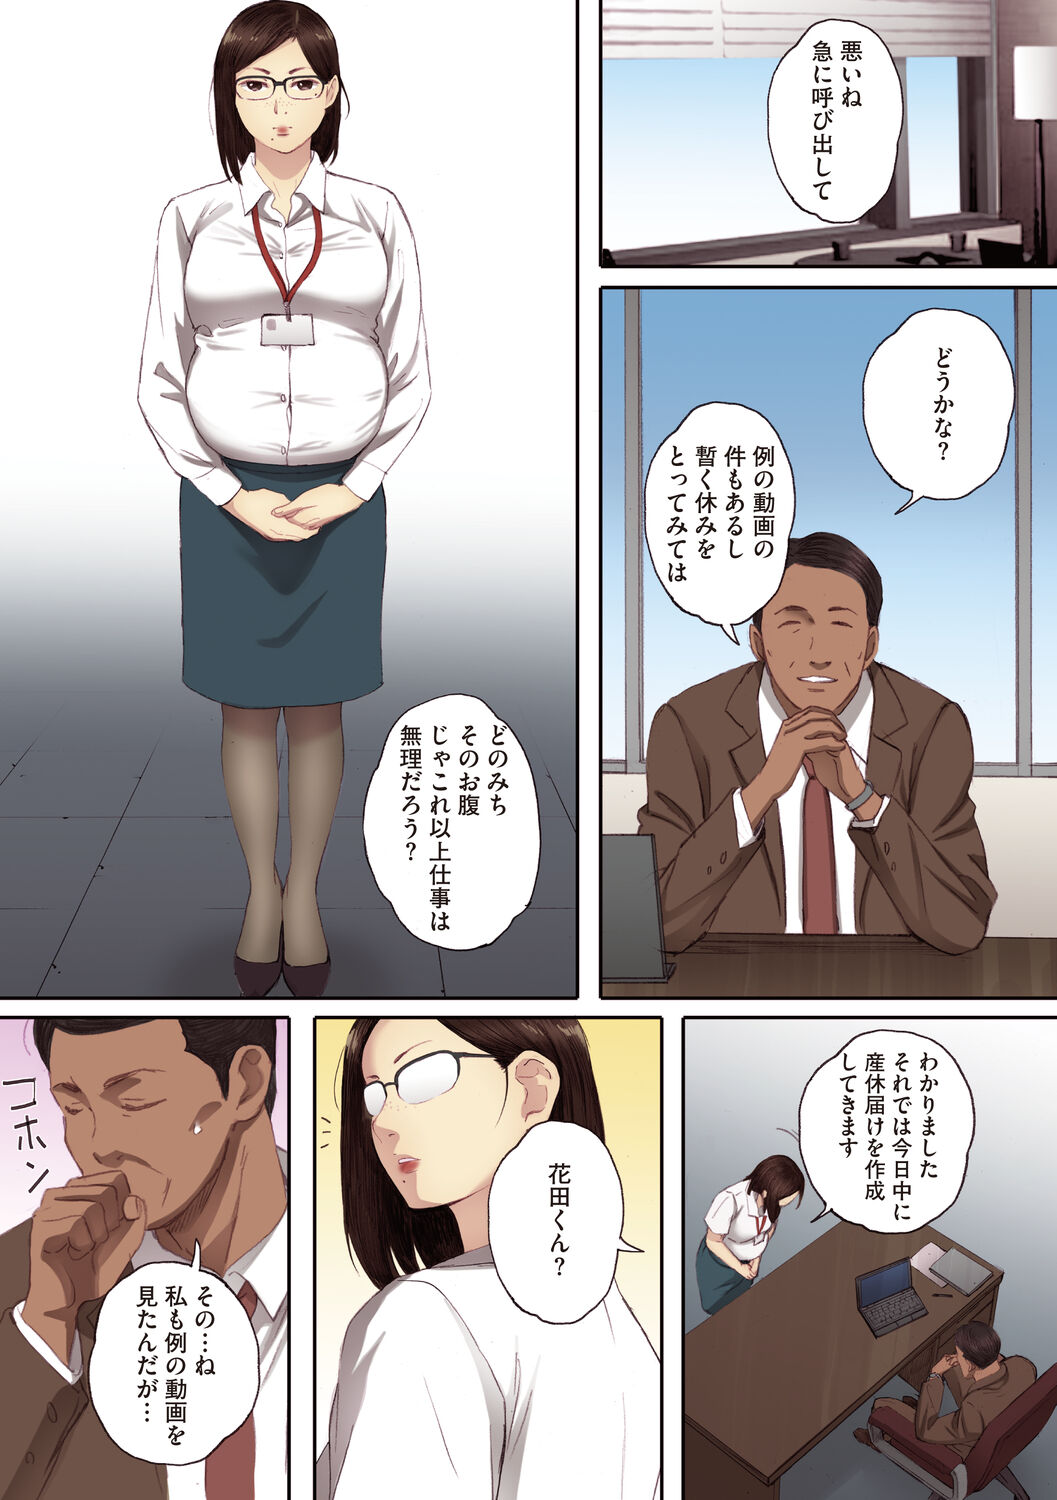 悪いね
急に呼び出して
どうかな？
例の動画の
件もあるし
暫く休みを
とってみては
どのみち
そのお腹
じゃこれ以上仕事は
無理だろう？
わかりました
それでは今日中に
産休届けを作成
してきます
花田くん？
コホン
その…ね
私も例の動画を
見たんだが…